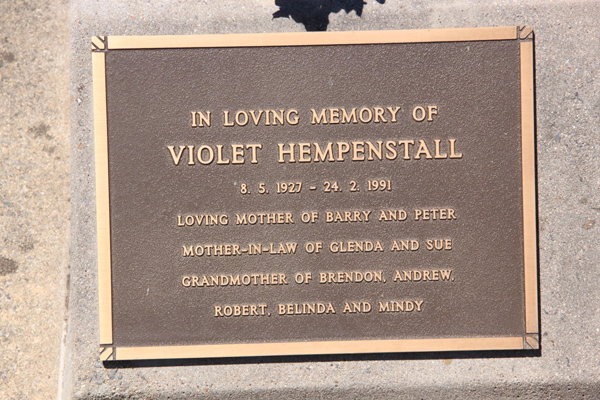 IN LOVING MEMORY OF
VIOLET HEMPENSTALL
8. 5. 1927 - 24. 2. 1991
LOVING MOTHER OF BARRY AND PETER
MOTHER-IN-LAW OF GLENDA AND SUE
GRANDMOTHER OF BRENDON, ANDREW,
ROBERT, BELINDA AND MINDY